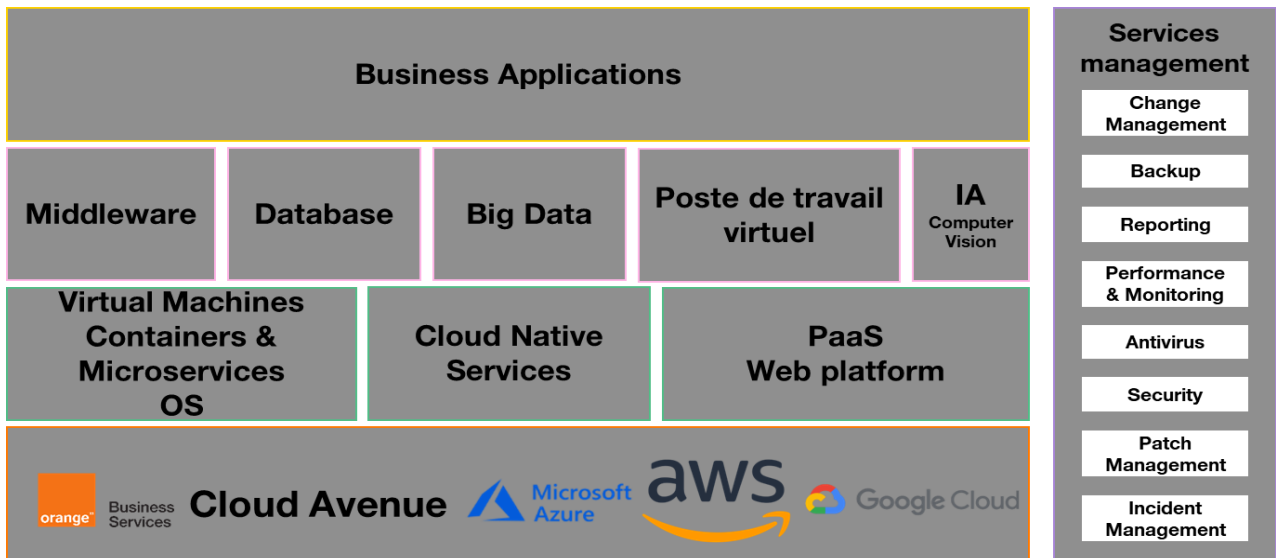 Business Applications
Middleware
Database
Big Data
Poste de travail
virtuel
IA
Computer
Vision
Virtual Machines
Containers &
Microservices
OS
Cloud Native
Services
PaaS
Web platform
orange™
Business
Services
Cloud Avenue
Microsoft
Azure
aws
Google Cloud
Services
management
Change
Management
Backup
Reporting
Performance
& Monitoring
Antivirus
Security
Patch
Management
Incident
Management